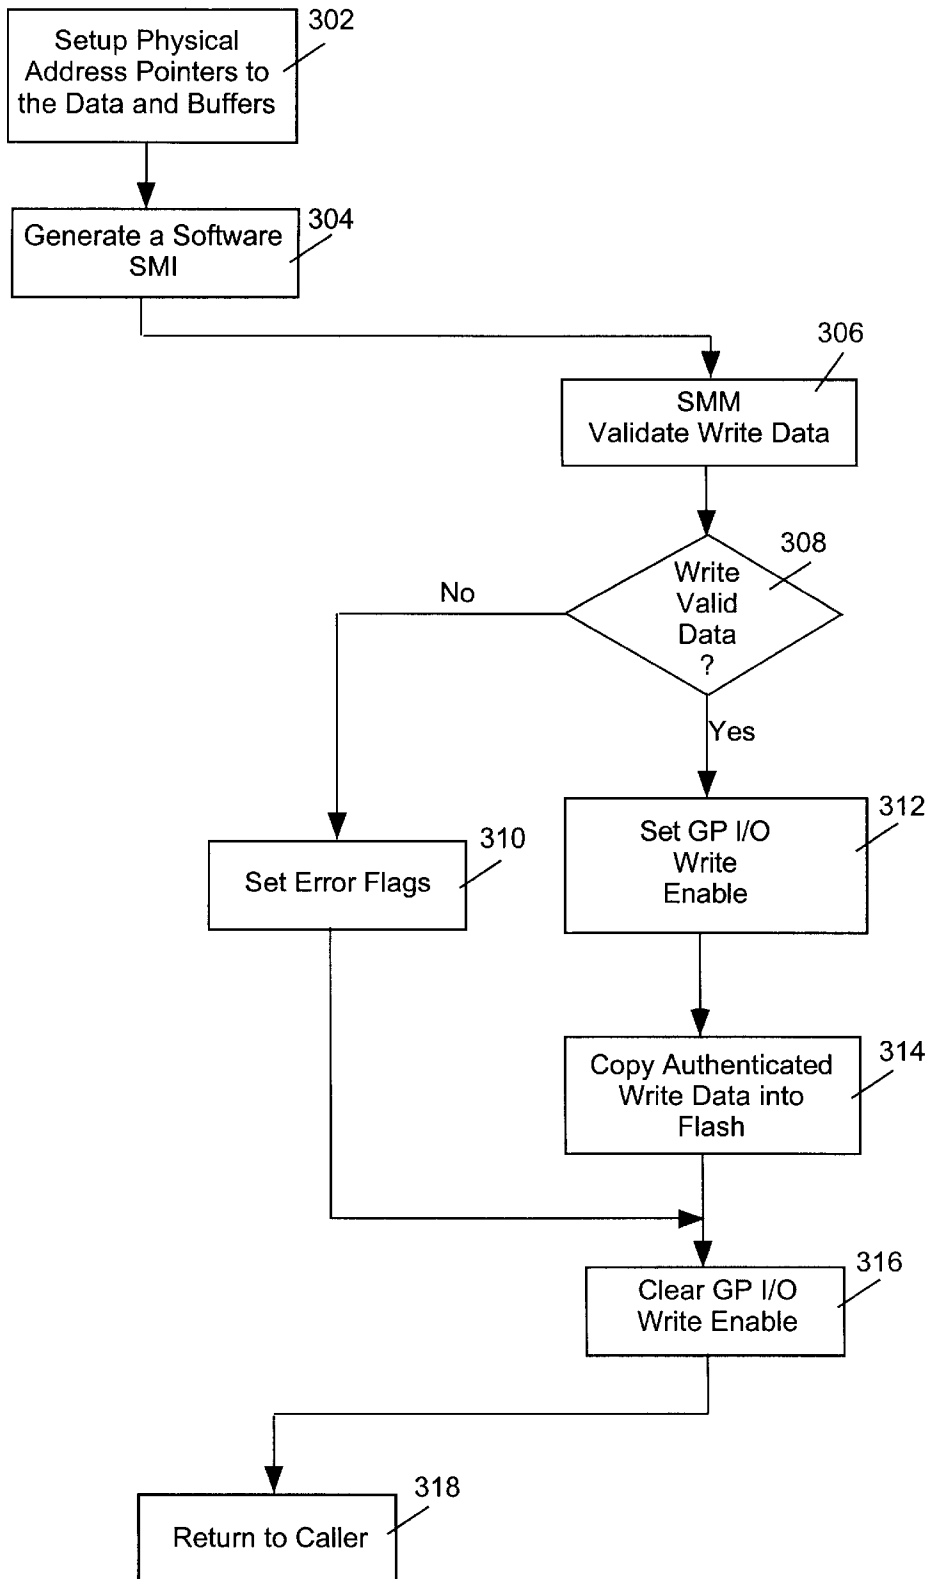 302
Setup Physical
Address Pointers to
the Data and Buffers
304
Generate a Software
SMI
306
SMM
Validate Write Data
308
Write
Valid
Data
?
No
Yes
310
Set Error Flags
312
Set GP I/O
Write
Enable
314
Copy Authenticated
Write Data into
Flash
316
Clear GP I/O
Write Enable
318
Return to Caller